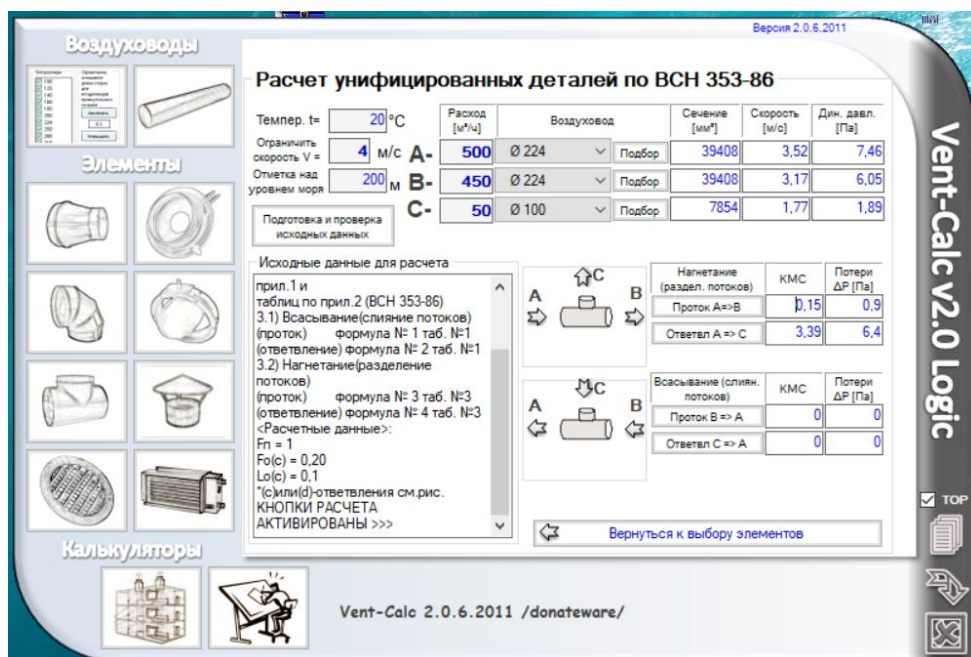 Версия 2.0.6.2011
Воздуховоды
Расчет унифицированных деталей по ВСН 353-86
Темпер. t= 20 °C
Расход [м³/ч]
Воздуховод
Сечение [мм²]
Скорость [м/с]
Дин. давл. [Па]
Ограничить скорость V = 4 м/с
A- 500 Ø 224 Подбор 39408 3,52 7,46
Отметка над уровнем моря 200 м
B- 450 Ø 224 Подбор 39408 3,17 6,05
C- 50 Ø 100 Подбор 7854 1,77 1,89
Подготовка и проверка
исходных данных
Элементы
Исходные данные для расчета
прил.1 и
таблиц по прил.2 (ВСН 353-86)
3.1) Всасывание(слияние потоков)
(проток) формула № 1 таб. №1
(ответвление) формула № 2 таб. №1
3.2) Нагнетание(разделение
потоков)
(проток) формула № 3 таб. №3
(ответвление) формула № 4 таб. №3
<Расчетные данные>:
Fп = 1
Fo(c) = 0,20
Lo(c) = 0,1
*(с)или(d)-ответвления см.рис.
КНОПКИ РАСЧЕТА
АКТИВИРОВАНЫ >>>
C
A B
Нагнетание (раздел. потоков) КМС Потери ΔP [Па]
Проток A=>B 0,15 0,9
Ответвл A => C 3,39 6,4
C
A B
Всасывание (слиян. потоков) КМС Потери ΔP [Па]
Проток B => A 0 0
Ответвл C => A 0 0
Вернуться к выбору элементов
Калькуляторы
Vent-Calc 2.0.6.2011 /donateware/
Vent-Calc v2.0 Logic
TOP